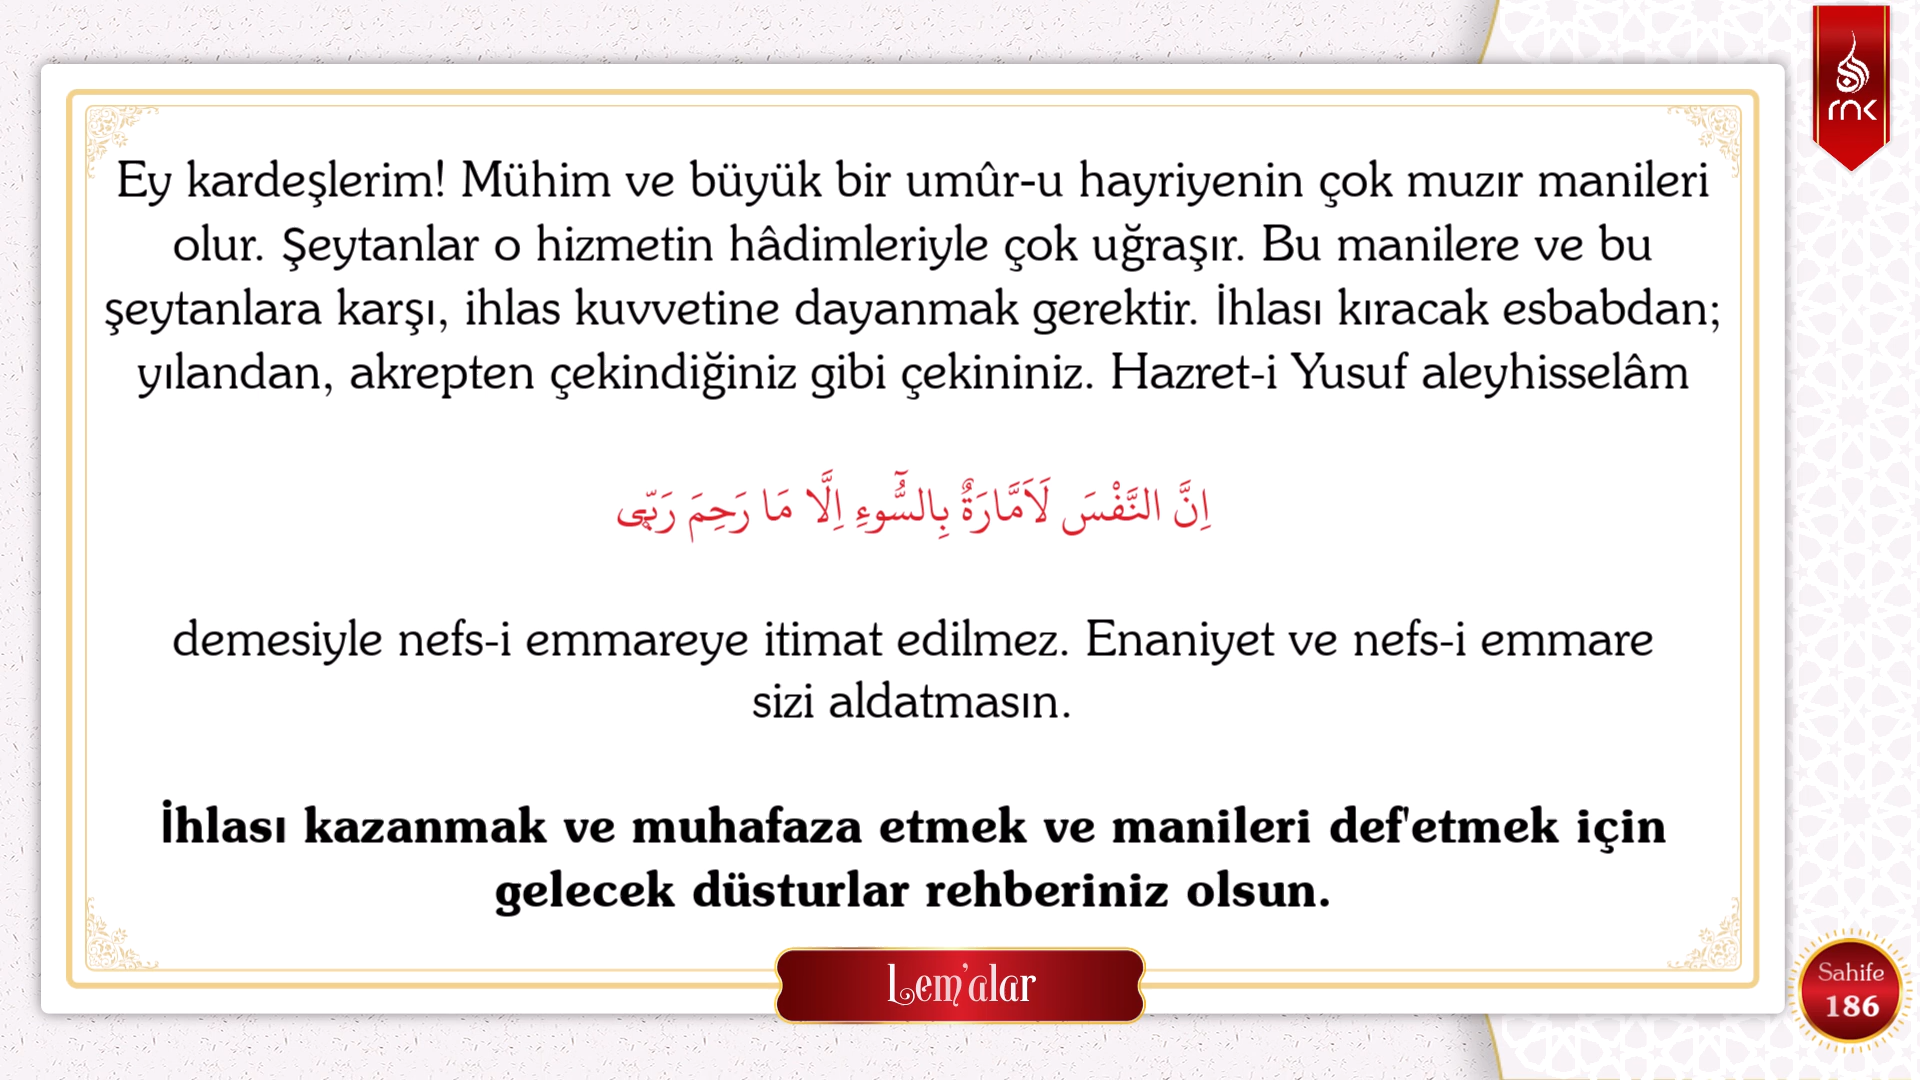 rnk
Ey kardeşlerim! Mühim ve büyük bir umûr-u hayriyenin çok muzır manileri
olur. Şeytanlar o hizmetin hâdimleriyle çok uğraşır. Bu manilere ve bu
şeytanlara karşı, ihlas kuvvetine dayanmak gerektir. İhlası kıracak esbabdan;
yılandan, akrepten çekindiğiniz gibi çekininiz. Hazret-i Yusuf aleyhisselâm
اِنَّ النَّفْسَ لَاَمَّارَةٌ بِالسُّٓوءِ اِلَّا مَا رَحِمَ رَبّٖى
demesiyle nefs-i emmareye itimat edilmez. Enaniyet ve nefs-i emmare
sizi aldatmasın.
İhlası kazanmak ve muhafaza etmek ve manileri def'etmek için
gelecek düsturlar rehberiniz olsun.
Lem'alar
Sahife
186